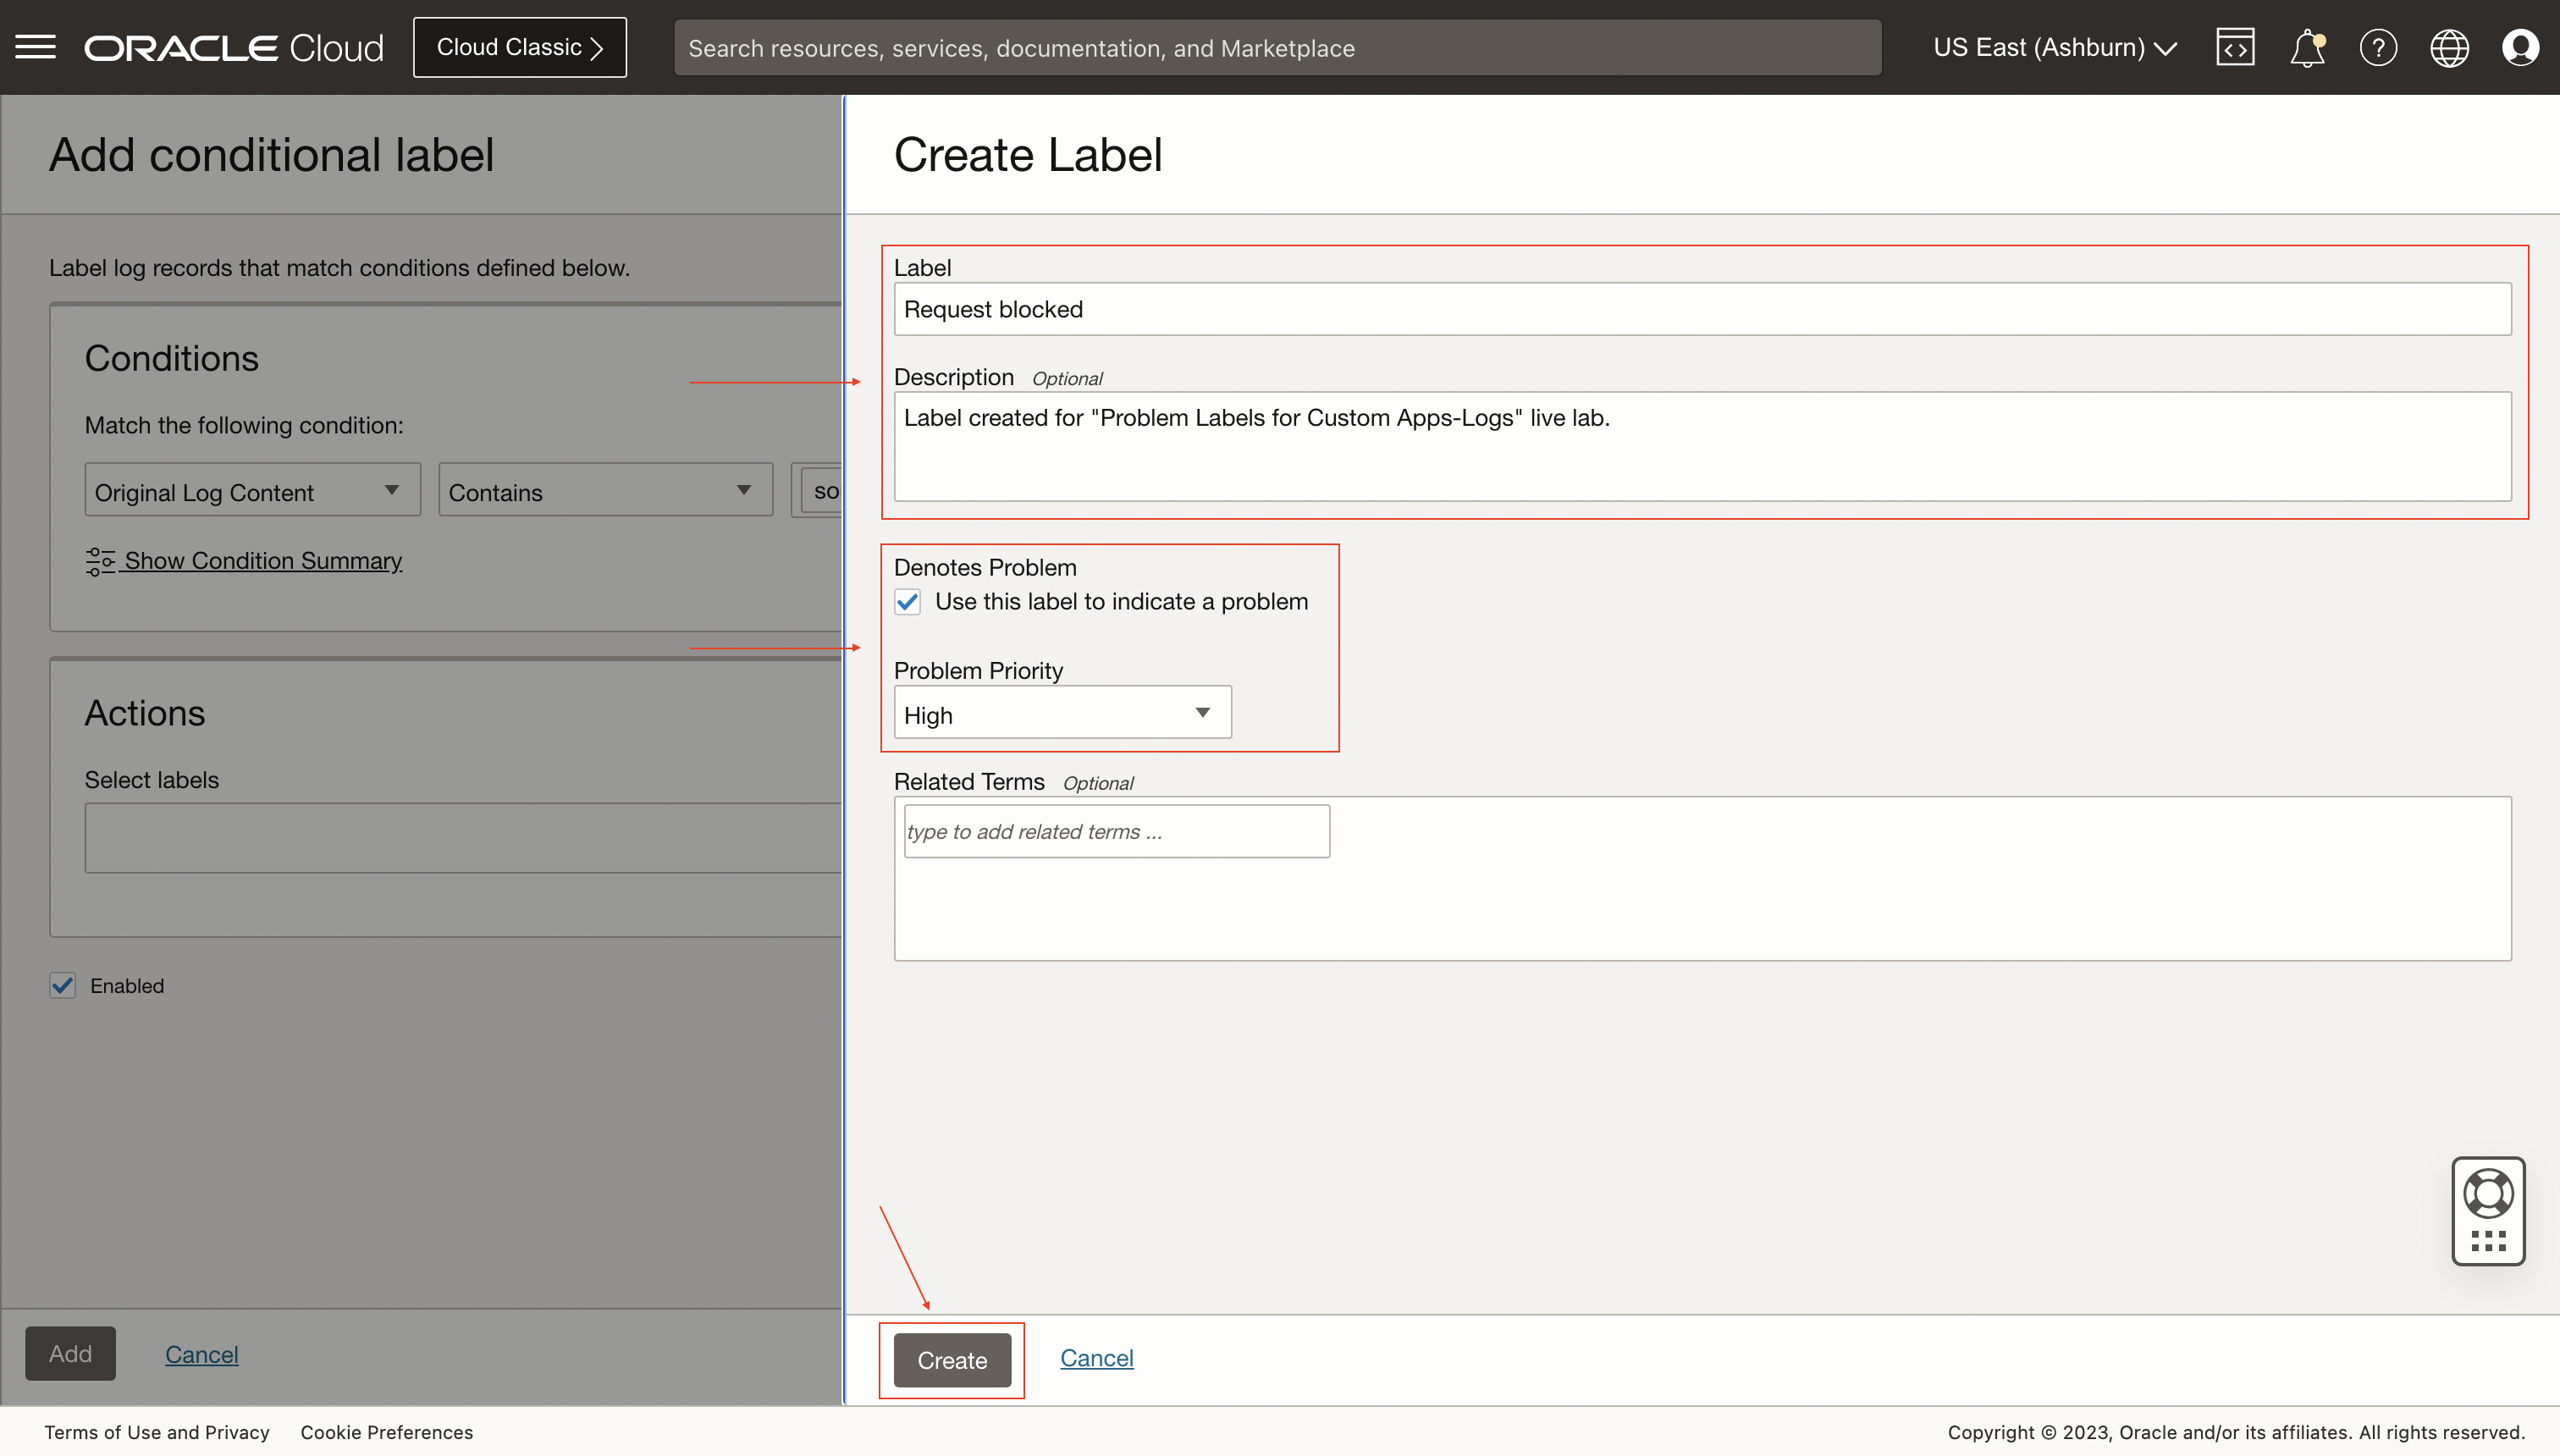 ORACLE Cloud
Cloud Classic
Search resources, services, documentation, and Marketplace
US East (Ashburn)
Add conditional label
Label log records that match conditions defined below.
Conditions
Match the following condition:
Original Log Content
Contains
so
Show Condition Summary
Actions
Select labels
Enabled
Add
Cancel
Create Label
Label
Request blocked
Description Optional
Label created for "Problem Labels for Custom Apps-Logs" live lab.
Denotes Problem
Use this label to indicate a problem
Problem Priority
High
Related Terms Optional
type to add related terms ...
Create
Cancel
Terms of Use and Privacy
Cookie Preferences
Copyright © 2023, Oracle and/or its affiliates. All rights reserved.